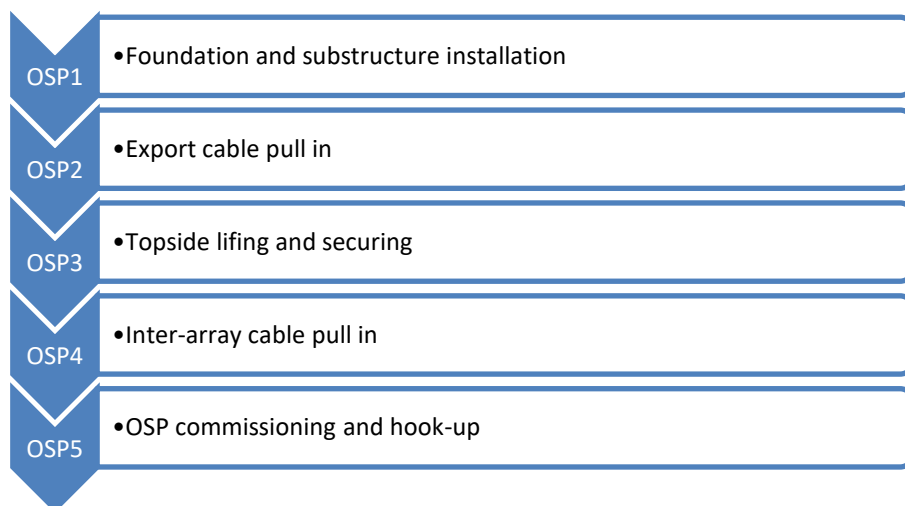 OSP1
•Foundation and substructure installation
OSP2
•Export cable pull in
OSP3
•Topside lifing and securing
OSP4
•Inter-array cable pull in
OSP5
•OSP commissioning and hook-up